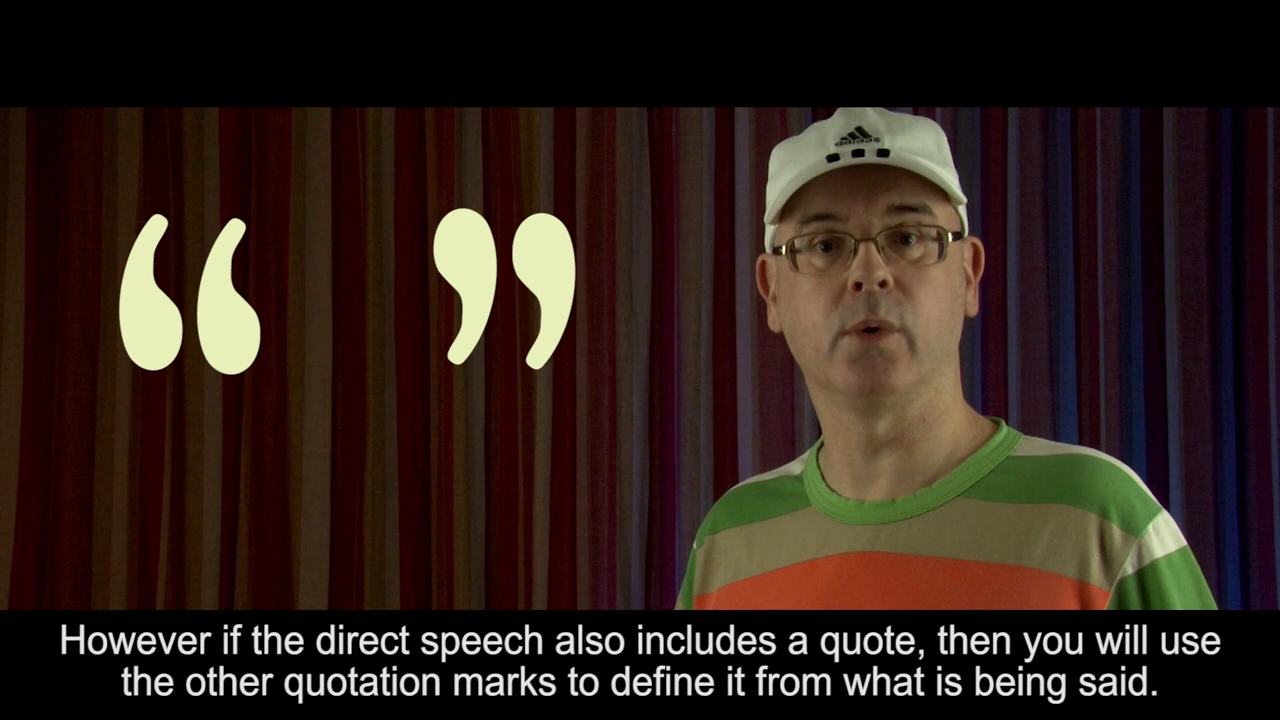 adidas
“ ”
However if the direct speech also includes a quote, then you will use
the other quotation marks to define it from what is being said.